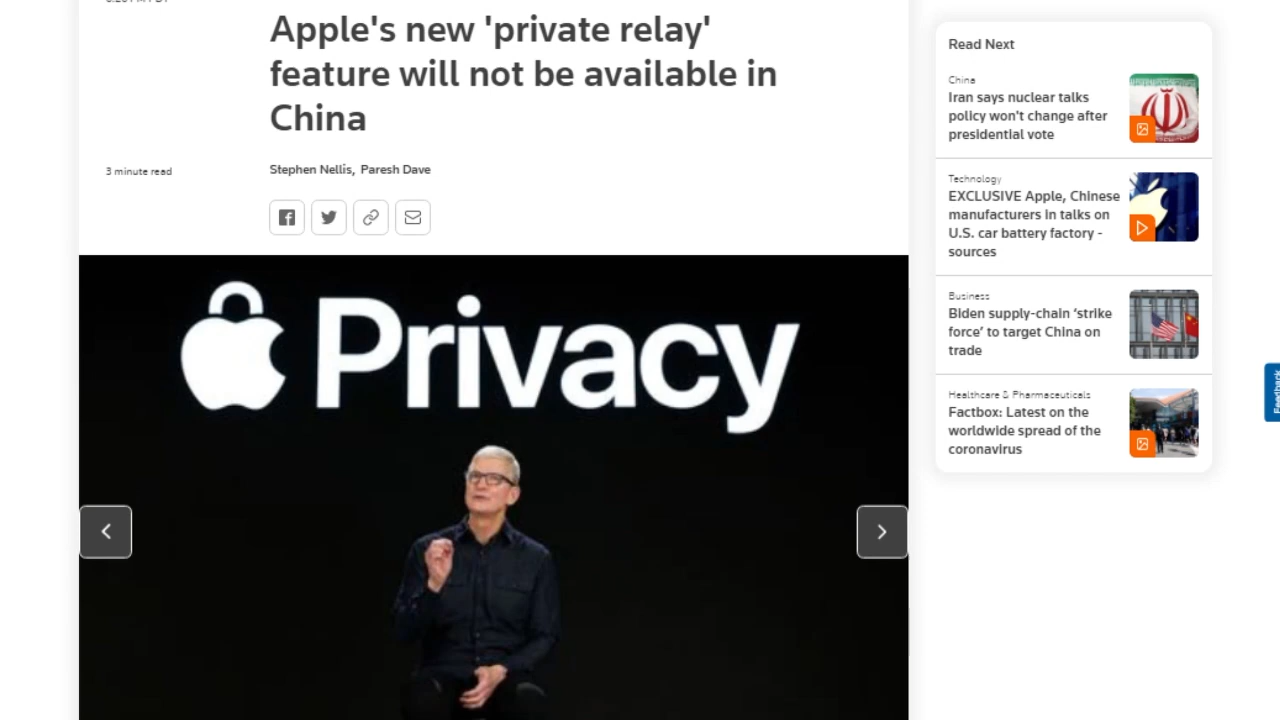 Apple's new 'private relay'
feature will not be available in
China
3 minute read
Stephen Nellis, Paresh Dave
Privacy
Read Next
China
Iran says nuclear talks
policy won't change after
presidential vote
Technology
EXCLUSIVE Apple, Chinese
manufacturers in talks on
U.S. car battery factory -
sources
Business
Biden supply-chain ‘strike
force’ to target China on
trade
Healthcare & Pharmaceuticals
Factbox: Latest on the
worldwide spread of the
coronavirus
Feedback